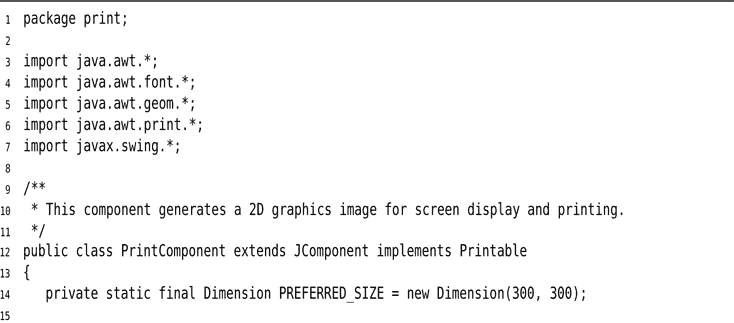 1 package print;
2
3 import java.awt.*;
4 import java.awt.font.*;
5 import java.awt.geom.*;
6 import java.awt.print.*;
7 import javax.swing.*;
8
9 /**
10  * This component generates a 2D graphics image for screen display and printing.
11  */
12 public class PrintComponent extends JComponent implements Printable
13 {
14    private static final Dimension PREFERRED_SIZE = new Dimension(300, 300);
15